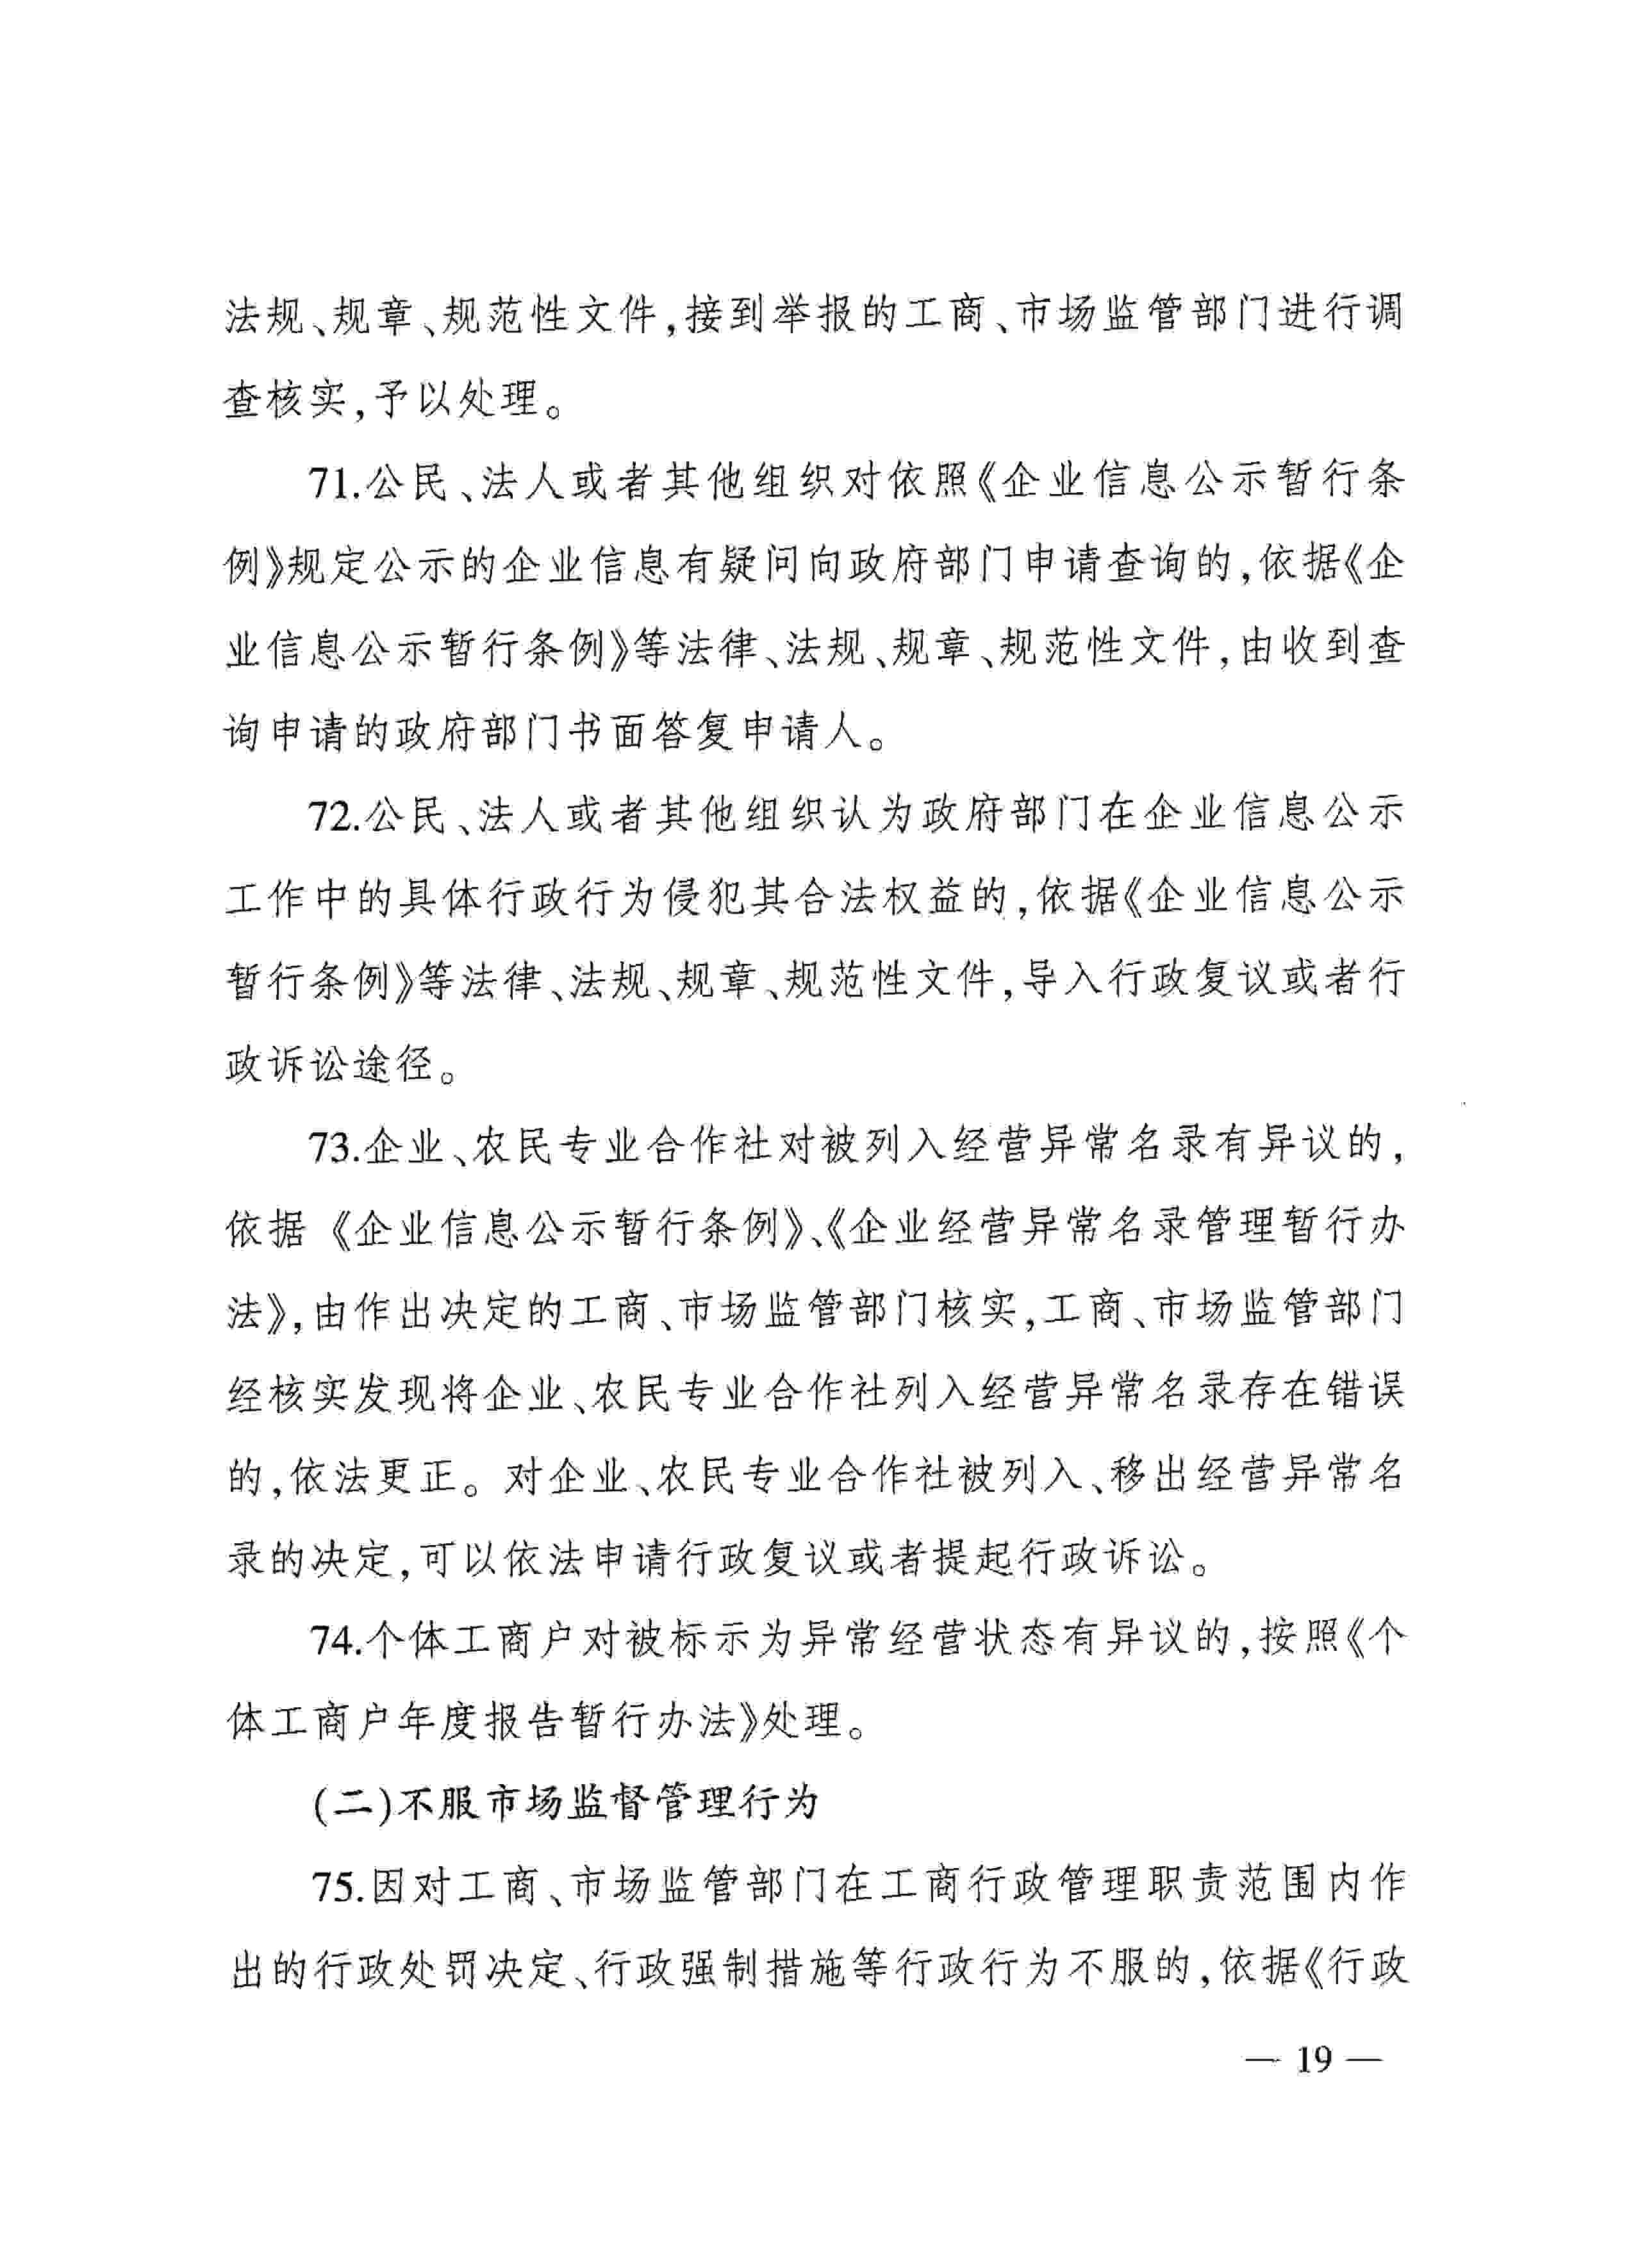 法规、规章、规范性文件,接到举报的工商、市场监管部门进行调
查核实,予以处理。
71.公民、法人或者其他组织对依照《企业信息公示暂行条
例》规定公示的企业信息有疑问向政府部门申请查询的,依据《企
业信息公示暂行条例》等法律、法规、规章、规范性文件,由收到查
询申请的政府部门书面答复申请人。
72.公民、法人或者其他组织认为政府部门在企业信息公示
工作中的具体行政行为侵犯其合法权益的,依据《企业信息公示
暂行条例》等法律、法规、规章、规范性文件,导入行政复议或者行
政诉讼途径。
73.企业、农民专业合作社对被列入经营异常名录有异议的,
依据《企业信息公示暂行条例》、《企业经营异常名录管理暂行办
法》,由作出决定的工商、市场监管部门核实,工商、市场监管部门
经核实发现将企业、农民专业合作社列入经营异常名录存在错误
的,依法更正。对企业、农民专业合作社被列入、移出经营异常名
录的决定,可以依法申请行政复议或者提起行政诉讼。
74.个体工商户对被标示为异常经营状态有异议的,按照《个
体工商户年度报告暂行办法》处理。
(二)不服市场监督管理行为
75.因对工商、市场监管部门在工商行政管理职责范围内作
出的行政处罚决定、行政强制措施等行政行为不服的,依据《行政
— 19 —